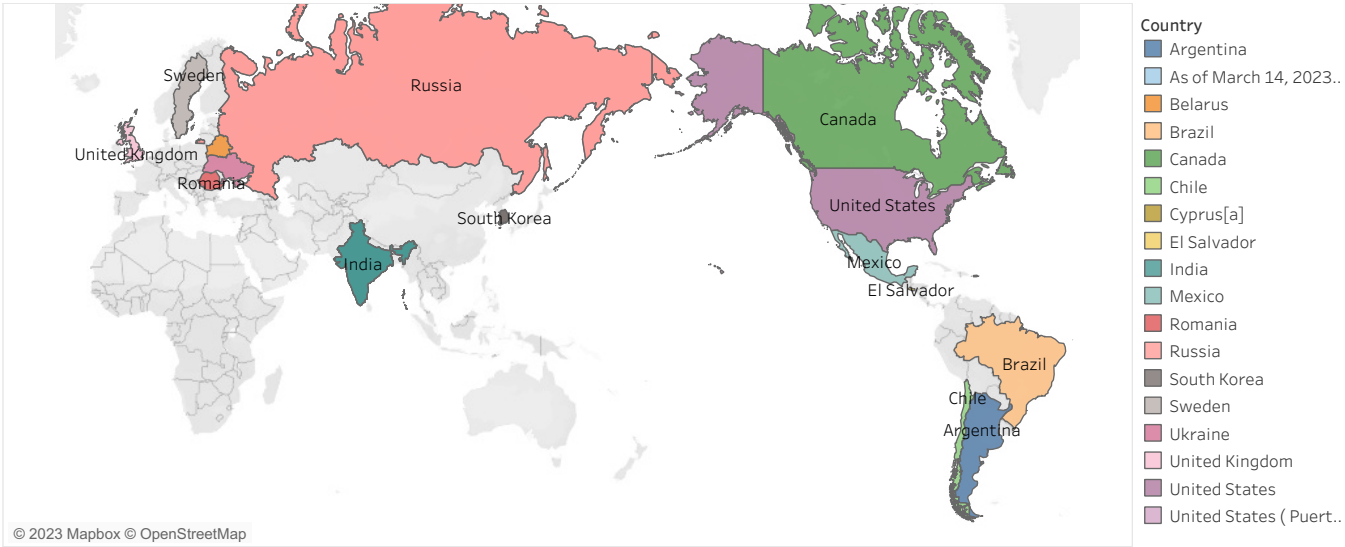 Sweden
Russia
United Kingdom
Romania
South Korea
India
Canada
United States
Mexico
El Salvador
Brazil
Chile
Argentina
© 2023 Mapbox © OpenStreetMap
Country
Argentina
As of March 14, 2023..
Belarus
Brazil
Canada
Chile
Cyprus[a]
El Salvador
India
Mexico
Romania
Russia
South Korea
Sweden
Ukraine
United Kingdom
United States
United States ( Puert..